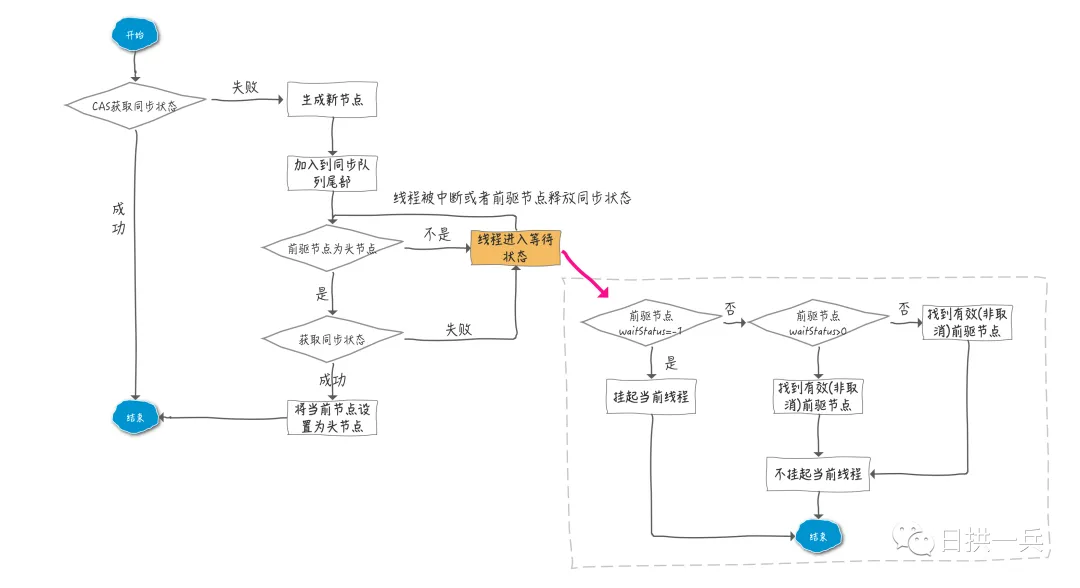 开始
CAS获取同步状态
失败
生成新节点
加入到同步队
列尾部
线程被中断或者前驱节点释放同步状态
成
功
前驱节点为头节点
不是
线程进入等待
状态
是
获取同步状态
失败
成功
将当前节点设
置为头节点
结束
前驱节点
waitStatus=-1
否
前驱节点
waitStatus>0
否
找到有效(非取
消)前驱节点
是
挂起当前线程
找到有效(非取
消)前驱节点
不挂起当前线程
结束
日拱一兵